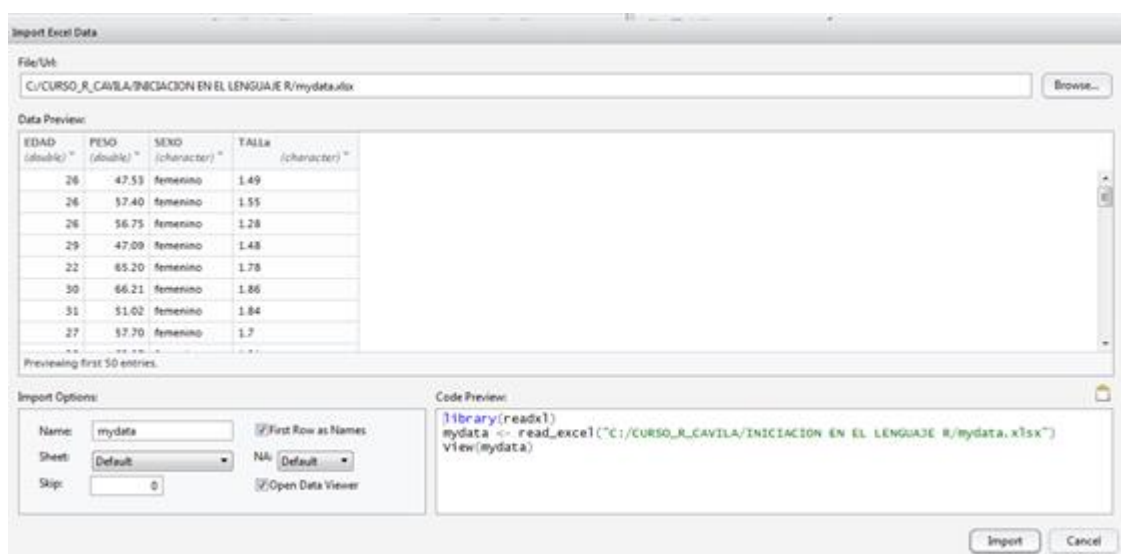 Import Excel Data
File/Url:
C:/CURSO_R_CAVILA/INICIACION EN EL LENGUAJE R/mydata.xlsx Browse...
Data Preview:
EDAD PESO SEXO TALLa
(double) (double) (character) (character)
26 47.53 femenino 1.49
26 57.40 femenino 1.55
26 56.75 femenino 1.28
29 47.09 femenino 1.48
22 65.20 femenino 1.78
30 66.21 femenino 1.86
31 51.02 femenino 1.84
27 57.70 femenino 1.7
Previewing first 50 entries.
Import Options: Code Preview:
Name: mydata First Row as Names
Sheet: Default NA: Default
Skip: 0 Open Data Viewer
library(readxl)
mydata <- read_excel("C:/CURSO_R_CAVILA/INICIACION EN EL LENGUAJE R/mydata.xlsx")
View(mydata)
Import Cancel